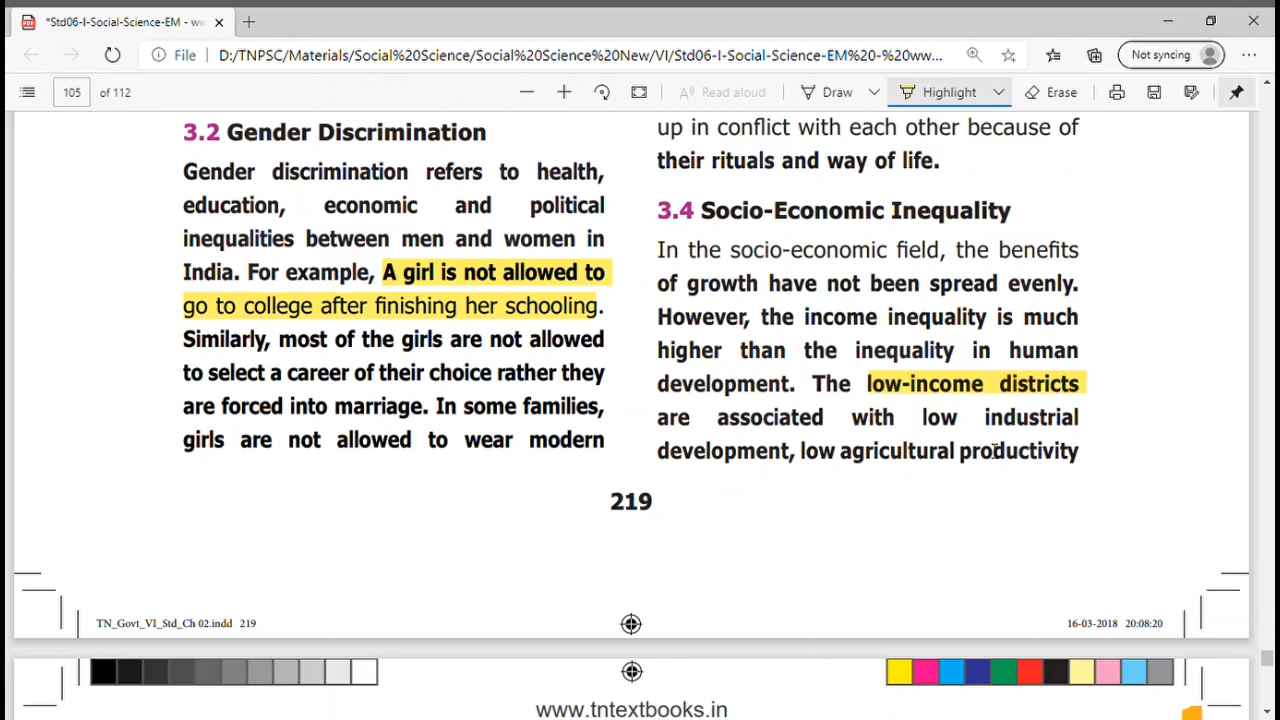 *Std06-I-Social-Science-EM - ww
File
D:/TNPSC/Materials/Social%20Science/Social%20Science%20New/VI/Std06-I-Social-Science-EM%20-%20ww...
Not syncing
105 of 112
Read aloud
Draw
Highlight
Erase
3.2 Gender Discrimination
Gender discrimination refers to health,
education, economic and political
inequalities between men and women in
India. For example, A girl is not allowed to
go to college after finishing her schooling.
Similarly, most of the girls are not allowed
to select a career of their choice rather they
are forced into marriage. In some families,
girls are not allowed to wear modern
up in conflict with each other because of
their rituals and way of life.
3.4 Socio-Economic Inequality
In the socio-economic field, the benefits
of growth have not been spread evenly.
However, the income inequality is much
higher than the inequality in human
development. The low-income districts
are associated with low industrial
development, low agricultural productivity
219
TN_Govt_VI_Std_Ch 02.indd 219
16-03-2018 20:08:20
www.tntextbooks.in